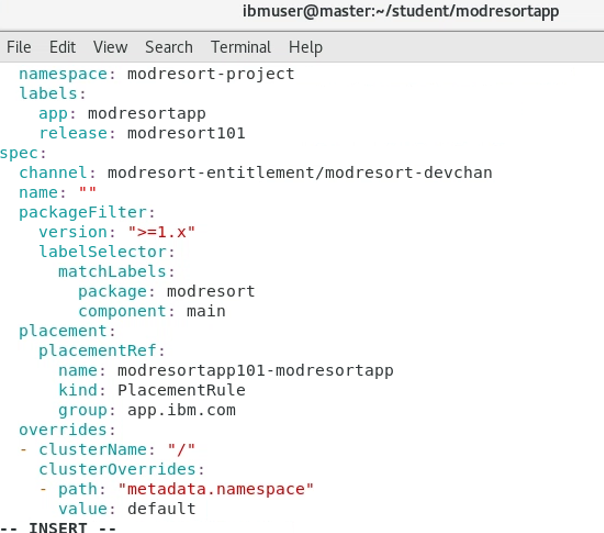 ibmuser@master:~/student/modresortapp
File Edit View Search Terminal Help
  namespace: modresort-project
  labels:
    app: modresortapp
    release: modresort101
spec:
  channel: modresort-entitlement/modresort-devchan
  name: ""
  packageFilter:
    version: ">=1.x"
    labelSelector:
      matchLabels:
        package: modresort
        component: main
  placement:
    placementRef:
      name: modresortapp101-modresortapp
      kind: PlacementRule
      group: app.ibm.com
  overrides:
  - clusterName: "/"
    clusterOverrides:
    - path: "metadata.namespace"
      value: default
-- INSERT --